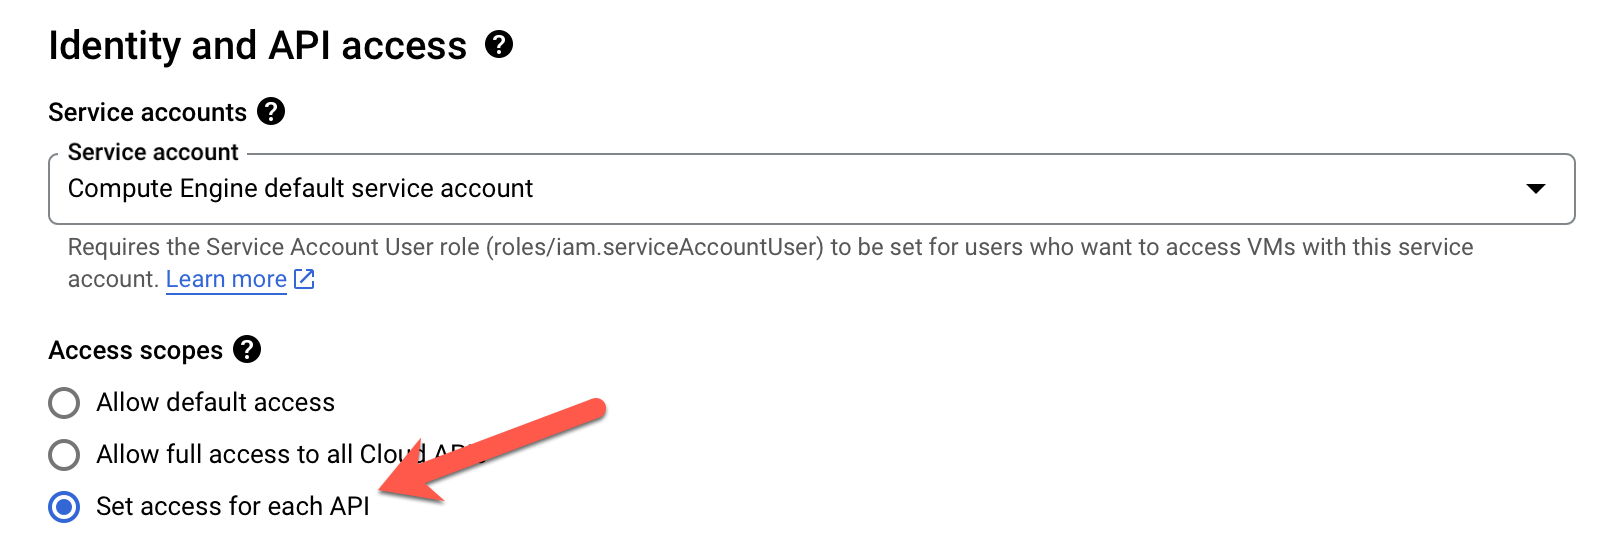 Identity and API access
Service accounts
Service account
Compute Engine default service account
Requires the Service Account User role (roles/iam.serviceAccountUser) to be set for users who want to access VMs with this service
account. Learn more
Access scopes
Allow default access
Allow full access to all Cloud
Set access for each API